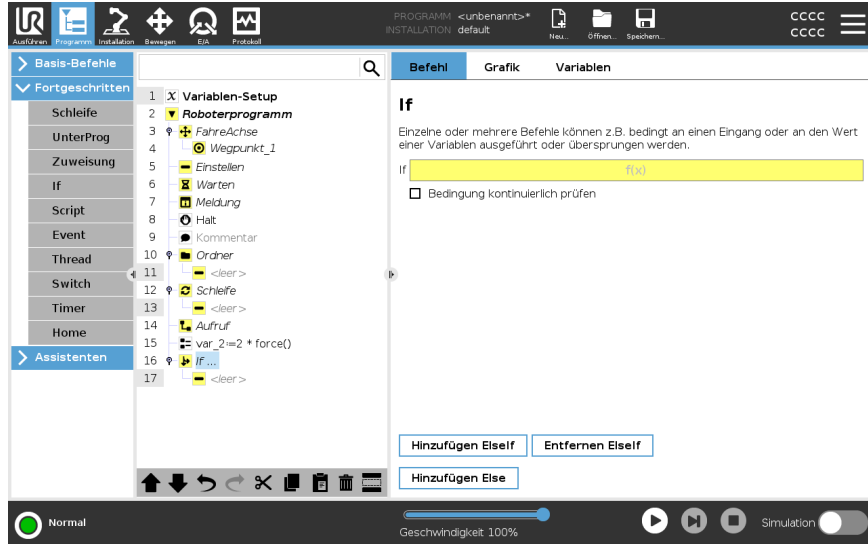 UR
Ausführen Programm Installation Bewegen E/A Protokoll
PROGRAMM <unbenannt>*
INSTALLATION default
Neu... Öffnen... Speichern...
cccc
cccc
Basis-Befehle
Fortgeschritten
Schleife
UnterProg
Zuweisung
If
Script
Event
Thread
Switch
Timer
Home
Assistenten
1 X Variablen-Setup
2 Roboterprogramm
3 FahreAchse
4 Wegpunkt_1
5 Einstellen
6 Warten
7 Meldung
8 Halt
9 Kommentar
10 Ordner
11 <leer>
12 Schleife
13 <leer>
14 Aufruf
15 var_2≔2 * force()
16 If ...
17 <leer>
Befehl Grafik Variablen
If
Einzelne oder mehrere Befehle können z.B. bedingt an einen Eingang oder an den Wert
einer Variablen ausgeführt oder übersprungen werden.
If f(x)
Bedingung kontinuierlich prüfen
Hinzufügen ElseIf Entfernen ElseIf
Hinzufügen Else
Normal
Geschwindigkeit 100%
Simulation